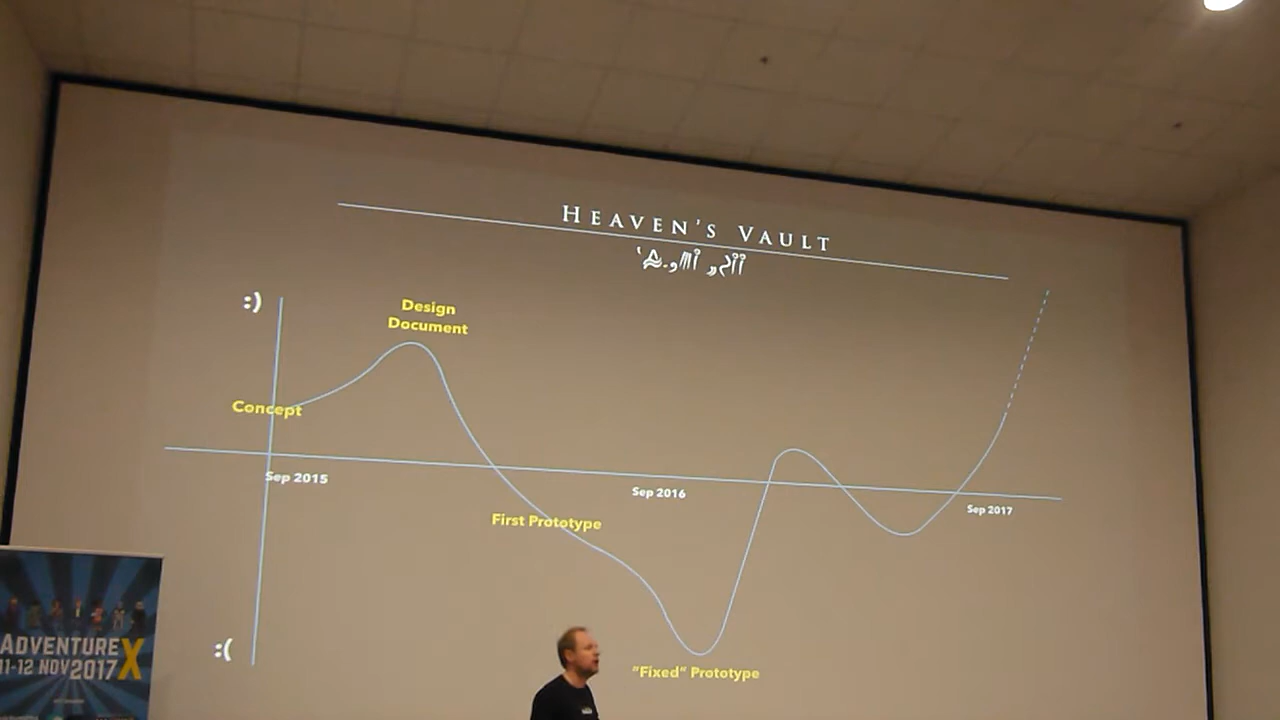 HEAVEN'S VAULT
:)
Design
Document
Concept
Sep 2015
Sep 2016
Sep 2017
First Prototype
:(
"Fixed" Prototype
ADVENTUREX
11-12 NOV 2017